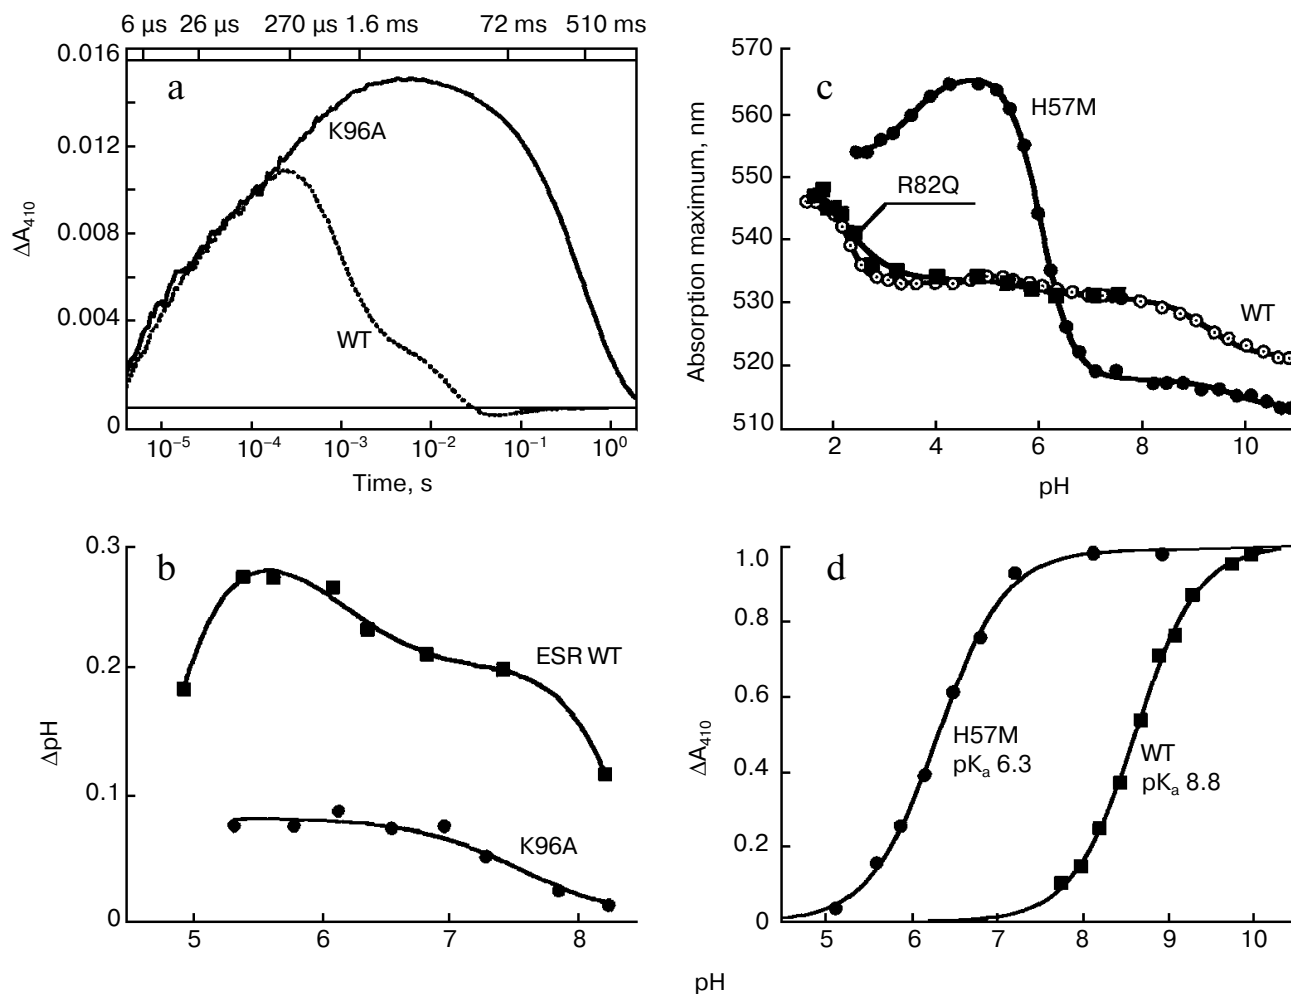 6 µs 26 µs 270 µs 1.6 ms 72 ms 510 ms
a
0.016
0.012
0.008
0.004
0
ΔA410
K96A
WT
10−5 10−4 10−3 10−2 10−1 100
Time, s
c
570
560
550
540
530
520
510
Absorption maximum, nm
H57M
R82Q
WT
2 4 6 8 10
pH
b
0.3
0.2
0.1
0
ΔpH
ESR WT
K96A
5 6 7 8
d
1.0
0.8
0.6
0.4
0.2
0
ΔA410
H57M
pKa 6.3
WT
pKa 8.8
5 6 7 8 9 10
pH